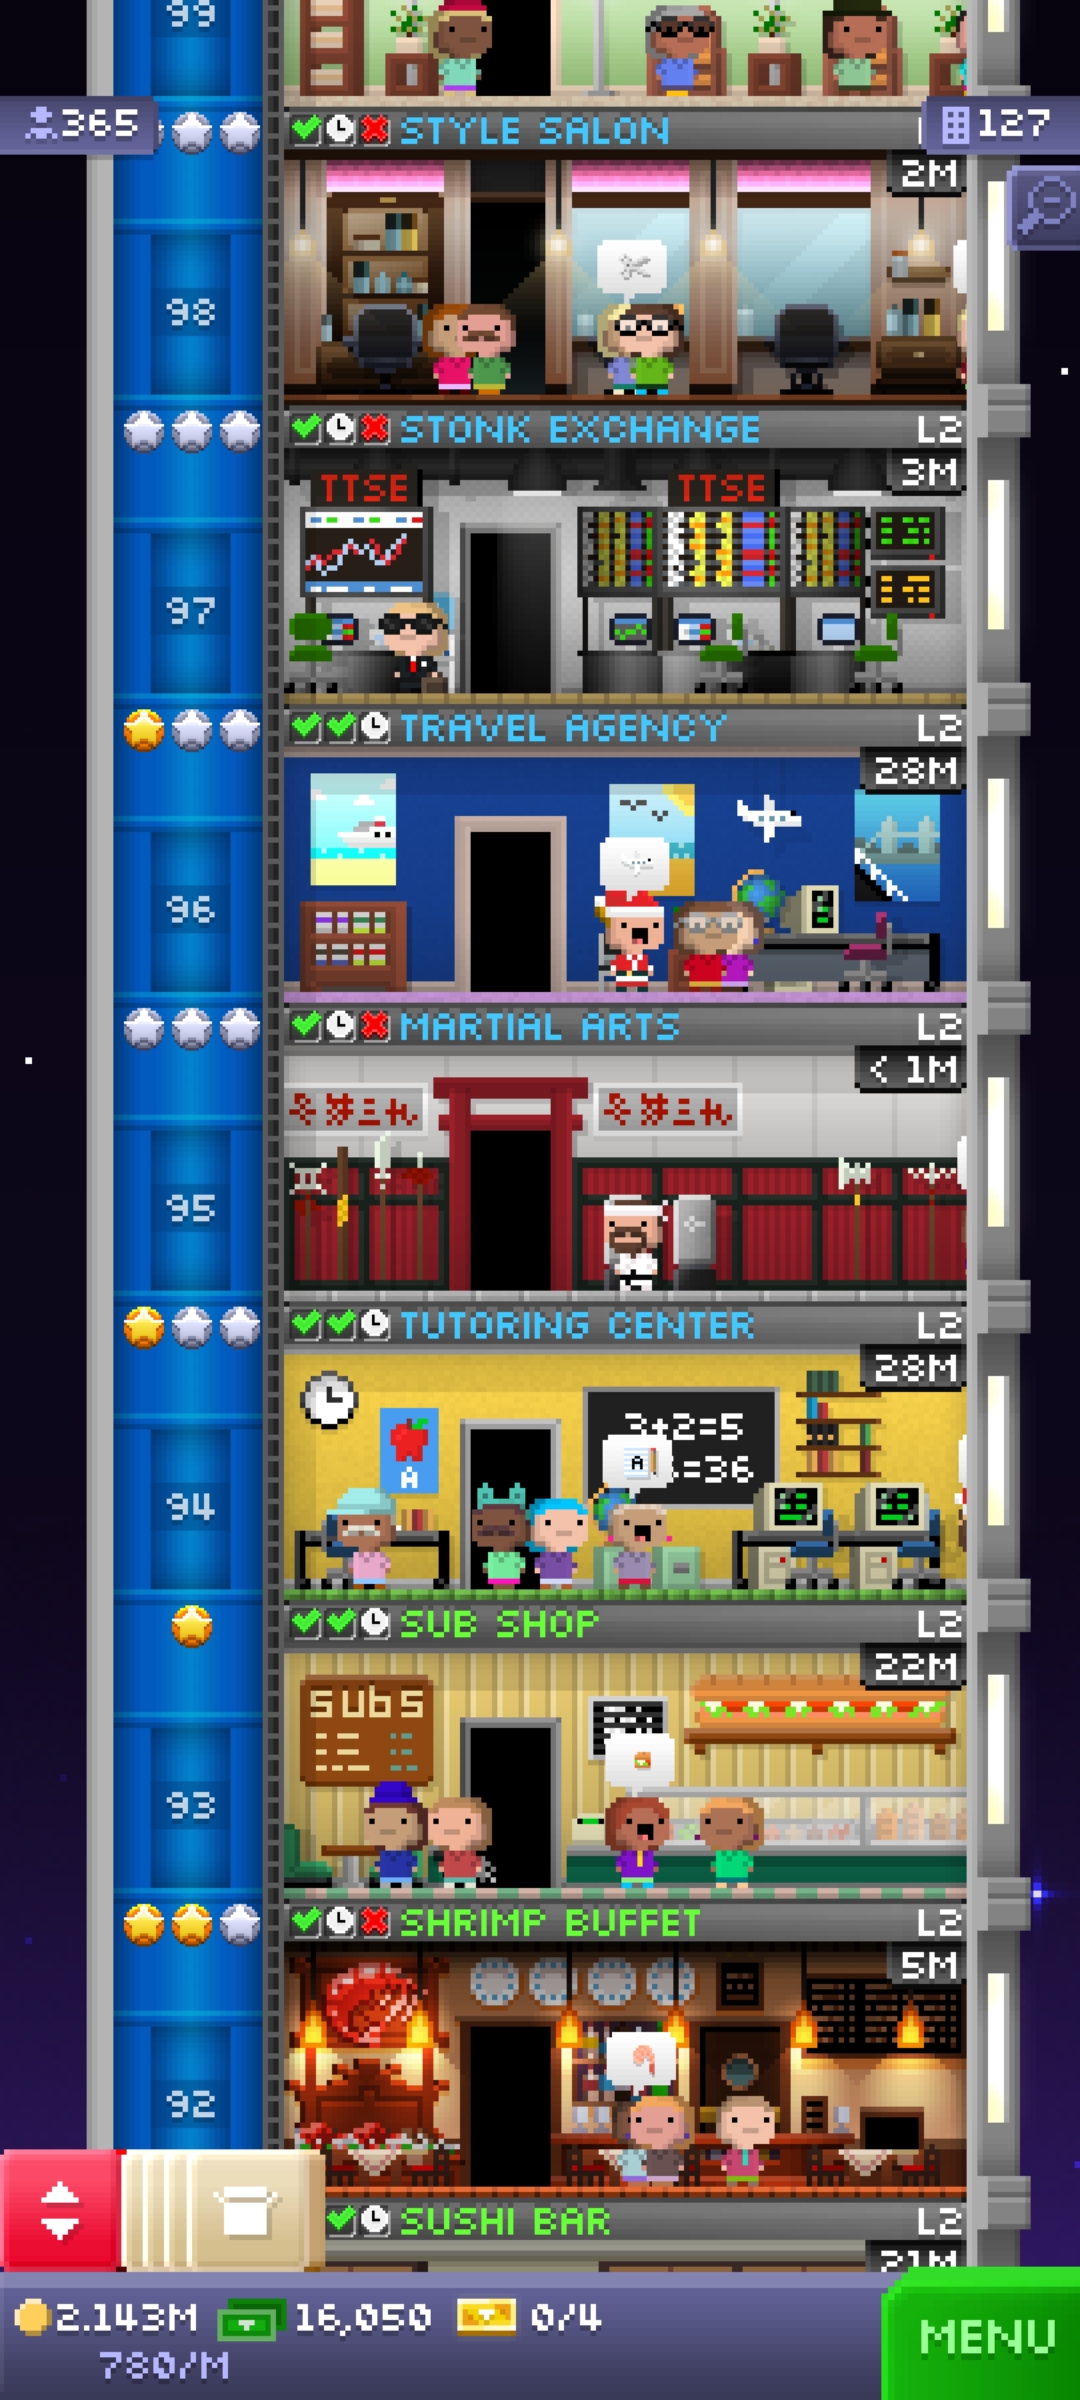 99
365
STYLE SALON
127
2M
98
STONK EXCHANGE L2
3M
TTSE TTSE
97
TRAVEL AGENCY L2
28M
96
MARTIAL ARTS L2
< 1M
95
TUTORING CENTER L2
28M
3+2=5
A =36
A
94
SUB SHOP L2
22M
SUBS
93
SHRIMP BUFFET L2
5M
92
SUSHI BAR L2
21M
2.143M 16,050 0/4
780/M
MENU